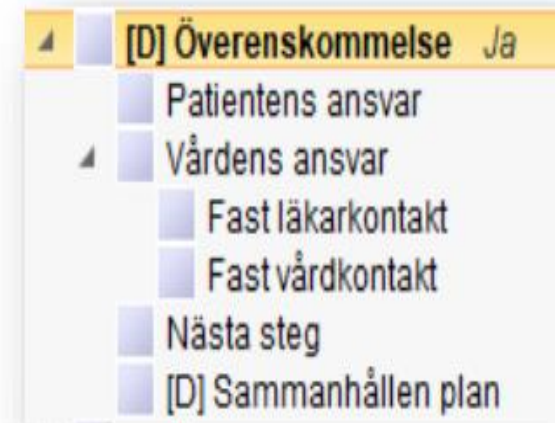 [D] Överenskommelse Ja
Patientens ansvar
Vårdens ansvar
Fast läkarkontakt
Fast vårdkontakt
Nästa steg
[D] Sammanhållen plan